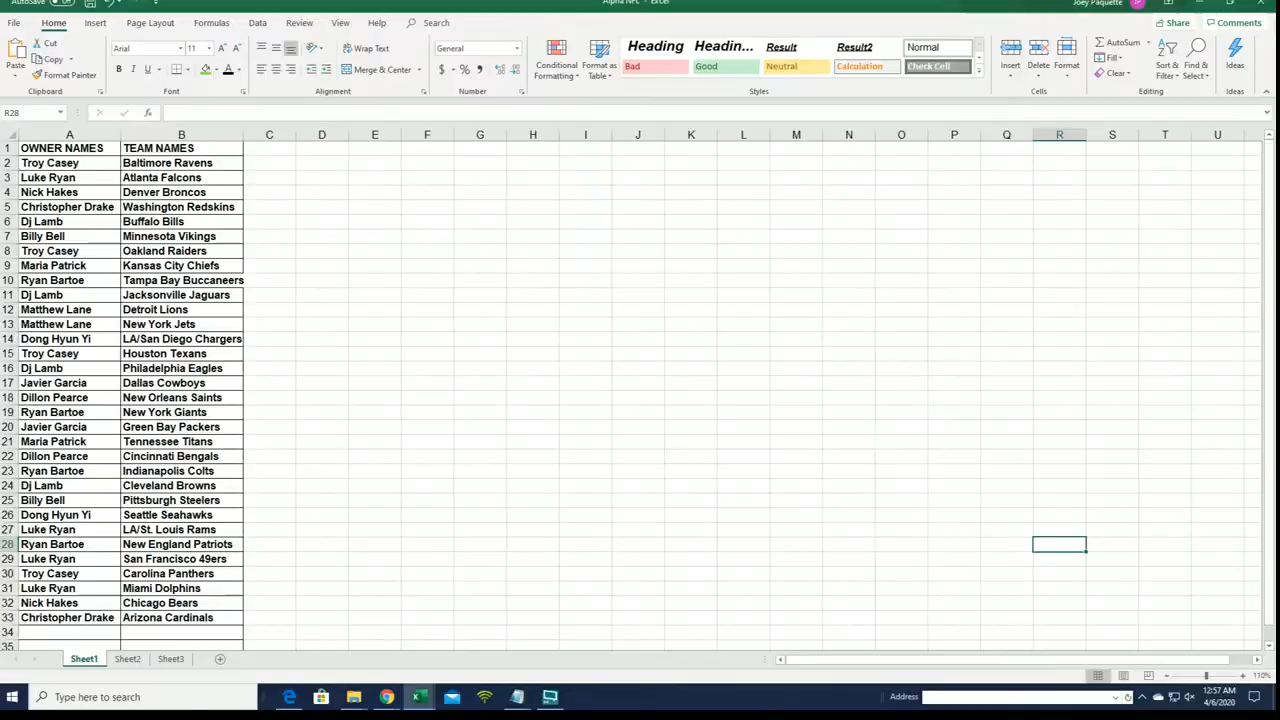 AutoSave Off Alpha NFL - Excel Joey Paquette JP
File Home Insert Page Layout Formulas Data Review View Help Search Share Comments
Paste Cut Copy Format Painter Clipboard
Arial 11 A A B I U A Font
Wrap Text Merge & Center Alignment
General $ % , Number
Conditional Formatting Format as Table
Heading Headin... Result Result2 Normal
Bad Good Neutral Calculation Check Cell
Styles
Insert Delete Format Cells
AutoSum Fill Clear Sort & Filter Find & Select Editing
Ideas Ideas
R28 fx
A B C D E F G H I J K L M N O P Q R S T U
1 OWNER NAMES TEAM NAMES
2 Troy Casey Baltimore Ravens
3 Luke Ryan Atlanta Falcons
4 Nick Hakes Denver Broncos
5 Christopher Drake Washington Redskins
6 Dj Lamb Buffalo Bills
7 Billy Bell Minnesota Vikings
8 Troy Casey Oakland Raiders
9 Maria Patrick Kansas City Chiefs
10 Ryan Bartoe Tampa Bay Buccaneers
11 Dj Lamb Jacksonville Jaguars
12 Matthew Lane Detroit Lions
13 Matthew Lane New York Jets
14 Dong Hyun Yi LA/San Diego Chargers
15 Troy Casey Houston Texans
16 Dj Lamb Philadelphia Eagles
17 Javier Garcia Dallas Cowboys
18 Dillon Pearce New Orleans Saints
19 Ryan Bartoe New York Giants
20 Javier Garcia Green Bay Packers
21 Maria Patrick Tennessee Titans
22 Dillon Pearce Cincinnati Bengals
23 Ryan Bartoe Indianapolis Colts
24 Dj Lamb Cleveland Browns
25 Billy Bell Pittsburgh Steelers
26 Dong Hyun Yi Seattle Seahawks
27 Luke Ryan LA/St. Louis Rams
28 Ryan Bartoe New England Patriots
29 Luke Ryan San Francisco 49ers
30 Troy Casey Carolina Panthers
31 Luke Ryan Miami Dolphins
32 Nick Hakes Chicago Bears
33 Christopher Drake Arizona Cardinals
34
35
Sheet1 Sheet2 Sheet3
110%
Type here to search Address 12:57 AM
4/6/2020